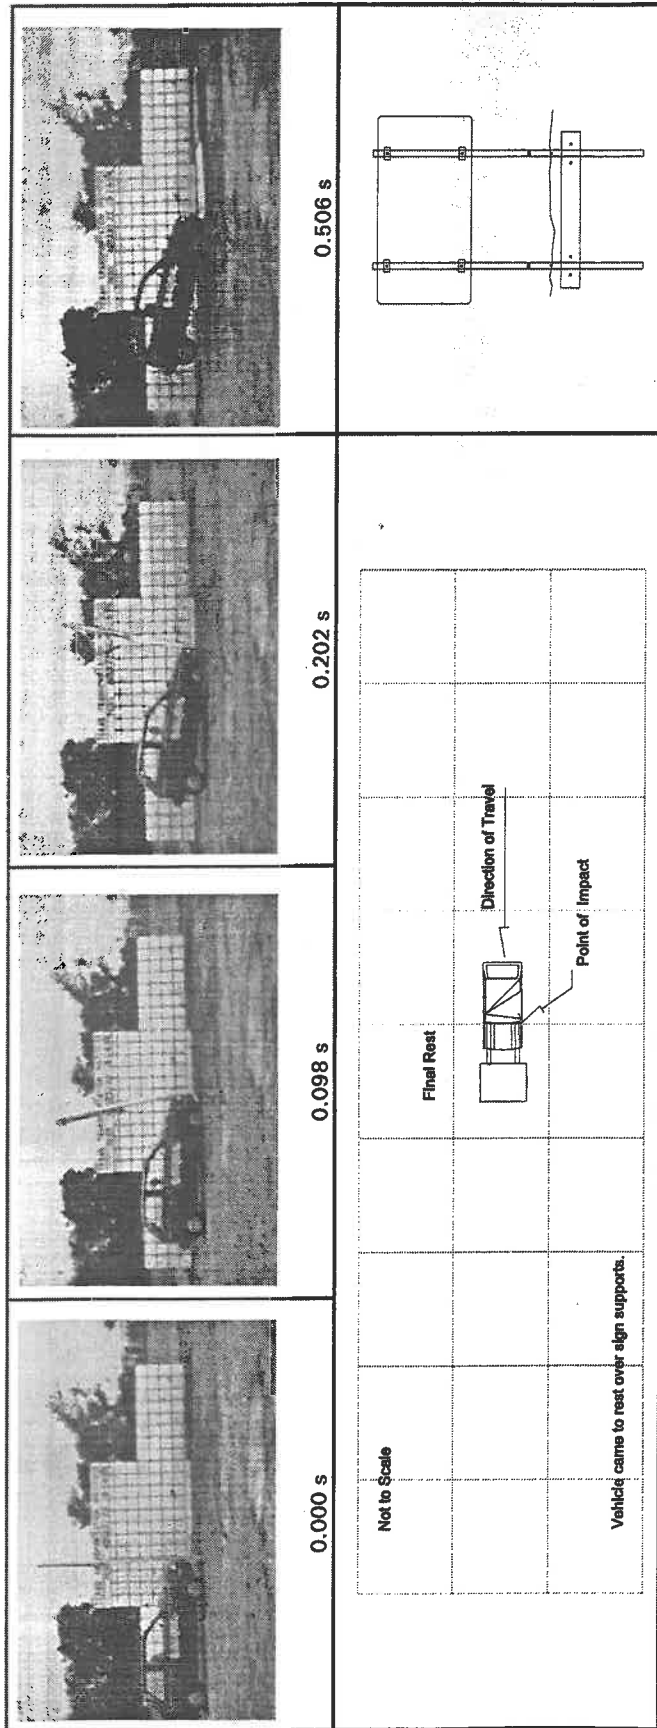 0.000 s
0.098 s
0.202 s
0.506 s
Not to Scale
Final Rest
Direction of Travel
Point of Impact
Vehicle came to rest over sign supports.